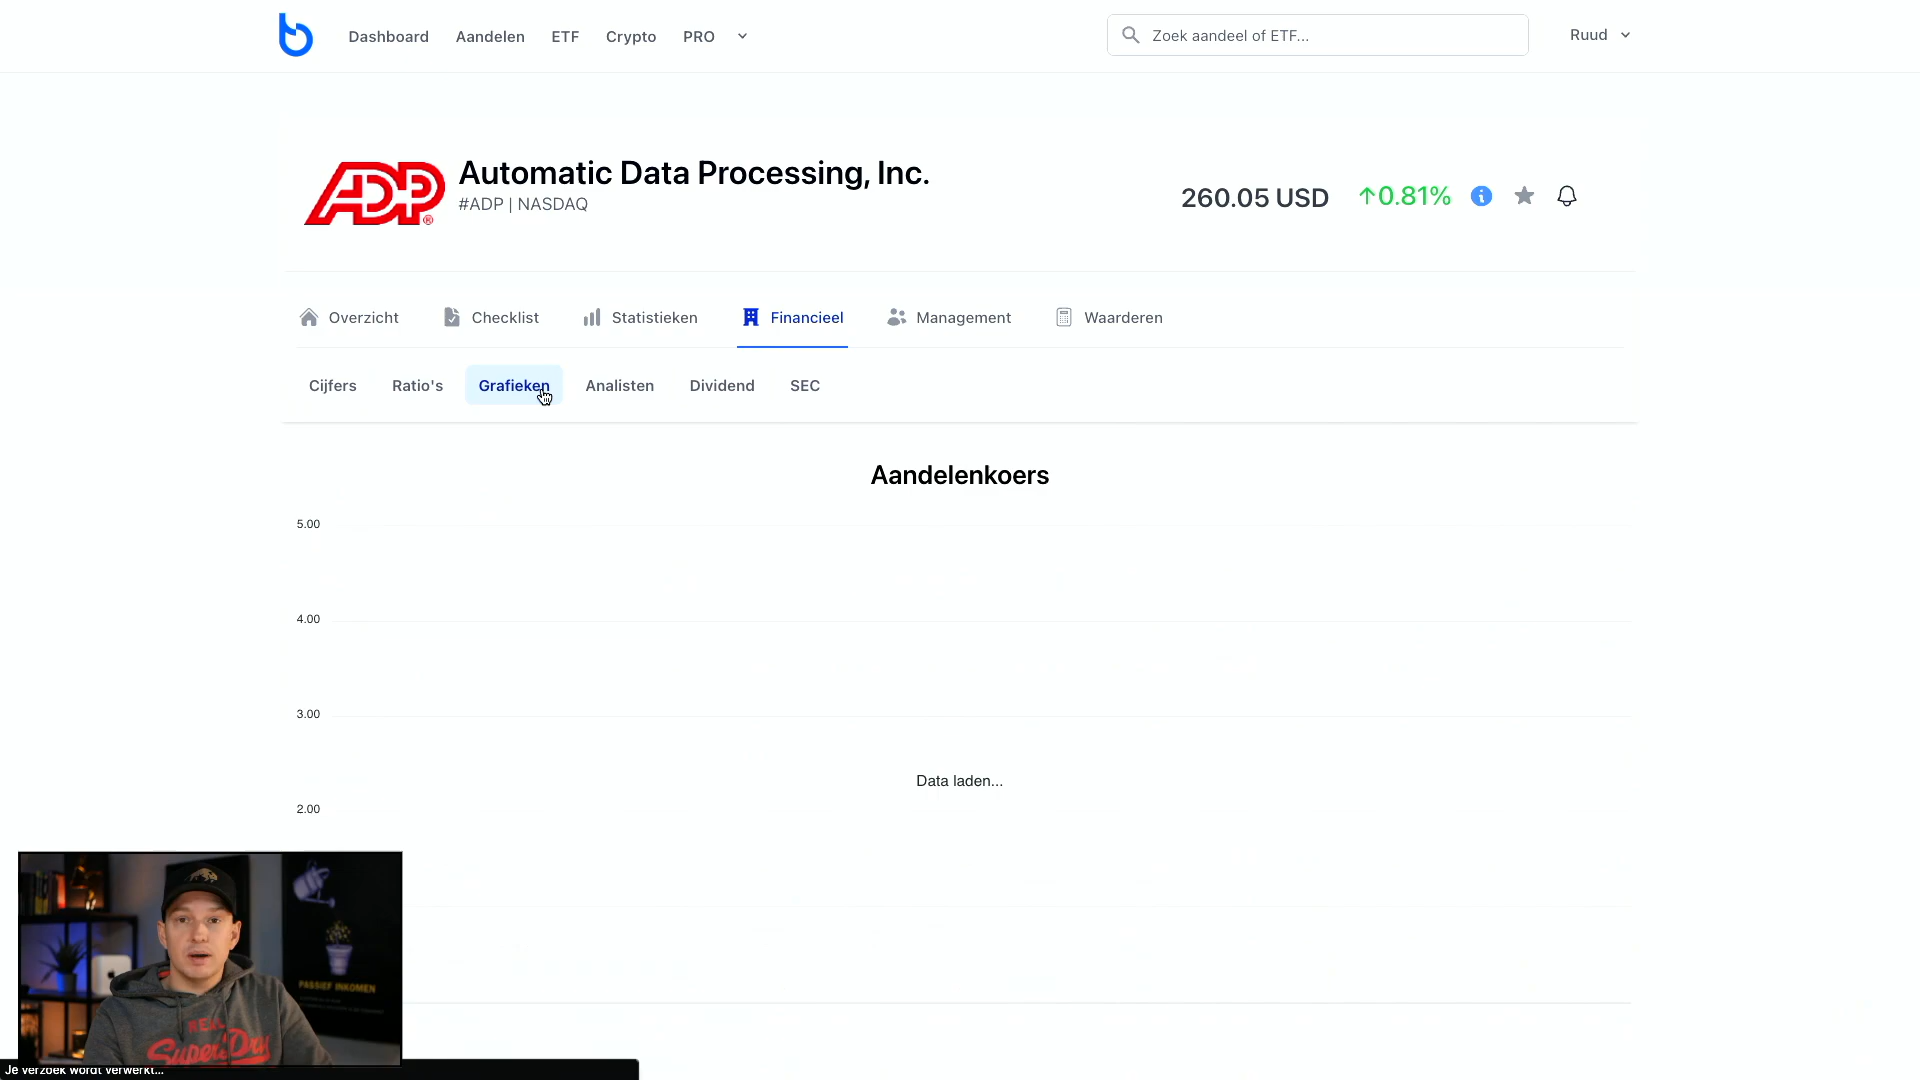 Dashboard Aandelen ETF Crypto PRO Zoek aandeel of ETF... Ruud
ADP®
Automatic Data Processing, Inc.
#ADP | NASDAQ
260.05 USD ↑0.81%
Overzicht Checklist Statistieken Financieel Management Waarderen
Cijfers Ratio's Grafieken Analisten Dividend SEC
Aandelenkoers
5.00
4.00
3.00
Data laden...
2.00
PASSIEF INKOMEN
REAL
SuperDry
Je verzoek wordt verwerkt...